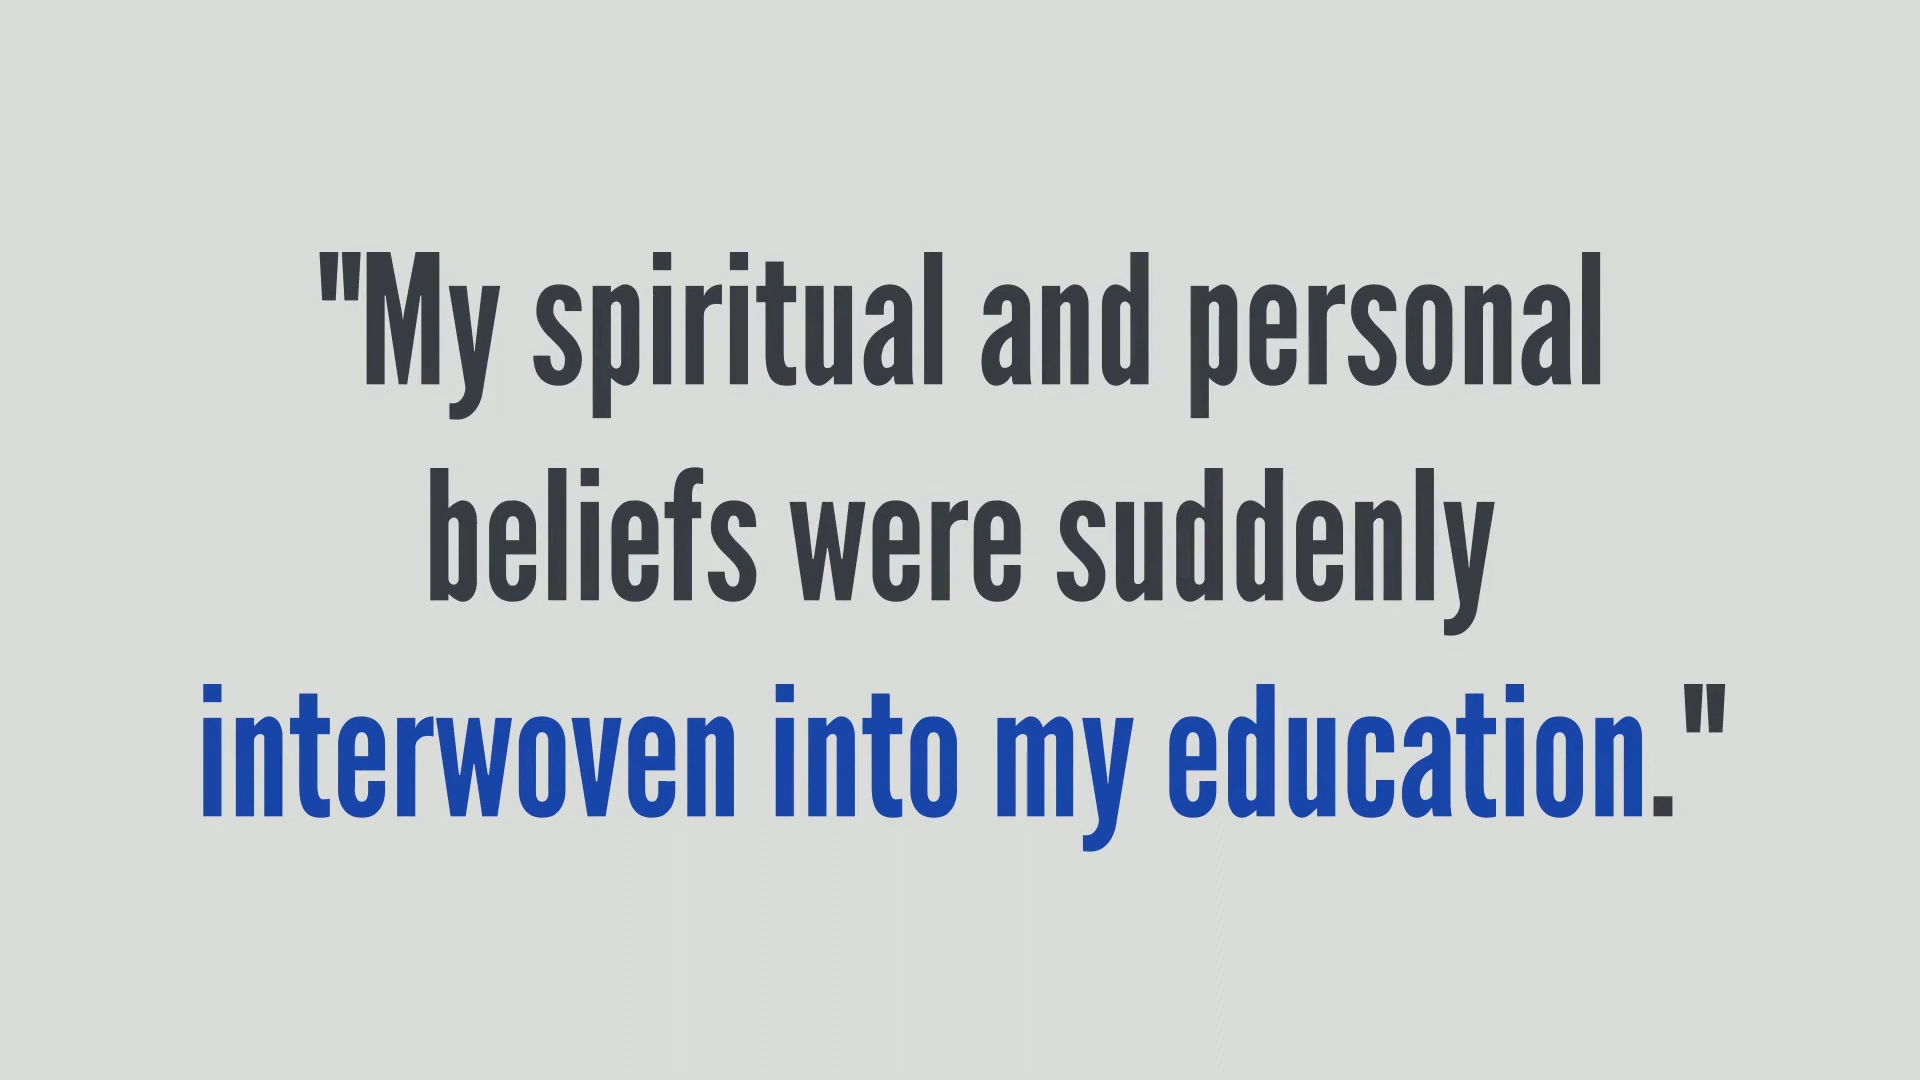 "My spiritual and personal
beliefs were suddenly
interwoven into my education."